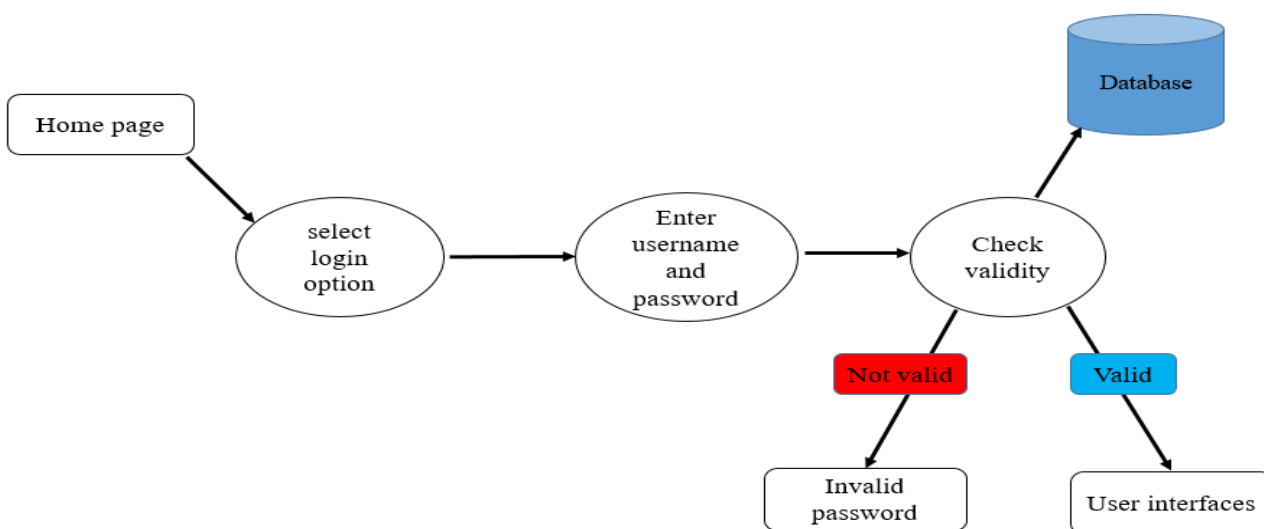 Database
Home page
select
login
option
Enter
username
and
password
Check
validity
Not valid
Valid
Invalid
password
User interfaces